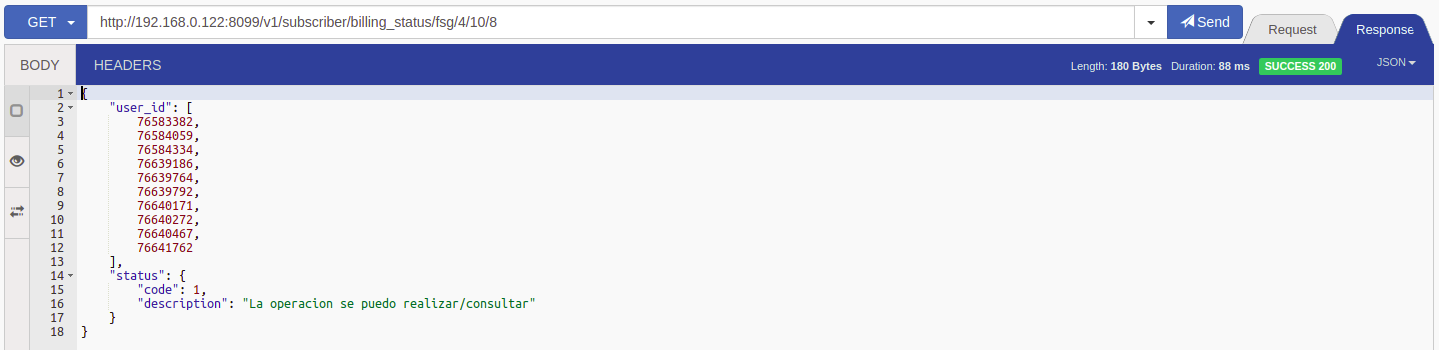 GET http://192.168.0.122:8099/v1/subscriber/billing_status/fsg/4/10/8 Send Request Response
BODY HEADERS Length: 180 Bytes Duration: 88 ms SUCCESS 200 JSON
1 {
2 "user_id": [
3 76583382,
4 76584059,
5 76584334,
6 76639186,
7 76639764,
8 76639792,
9 76640171,
10 76640272,
11 76640467,
12 76641762
13 ],
14 "status": {
15 "code": 1,
16 "description": "La operacion se puedo realizar/consultar"
17 }
18 }